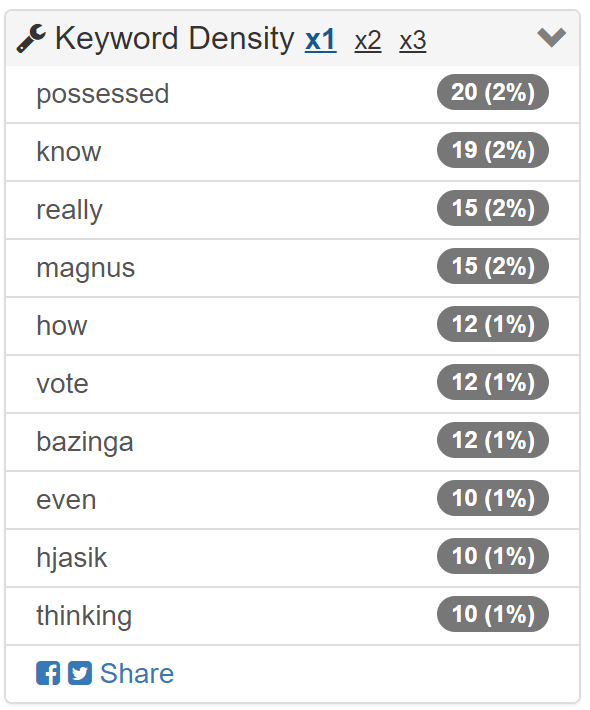 Keyword Density x1 x2 x3
possessed 20 (2%)
know 19 (2%)
really 15 (2%)
magnus 15 (2%)
how 12 (1%)
vote 12 (1%)
bazinga 12 (1%)
even 10 (1%)
hjasik 10 (1%)
thinking 10 (1%)
Share